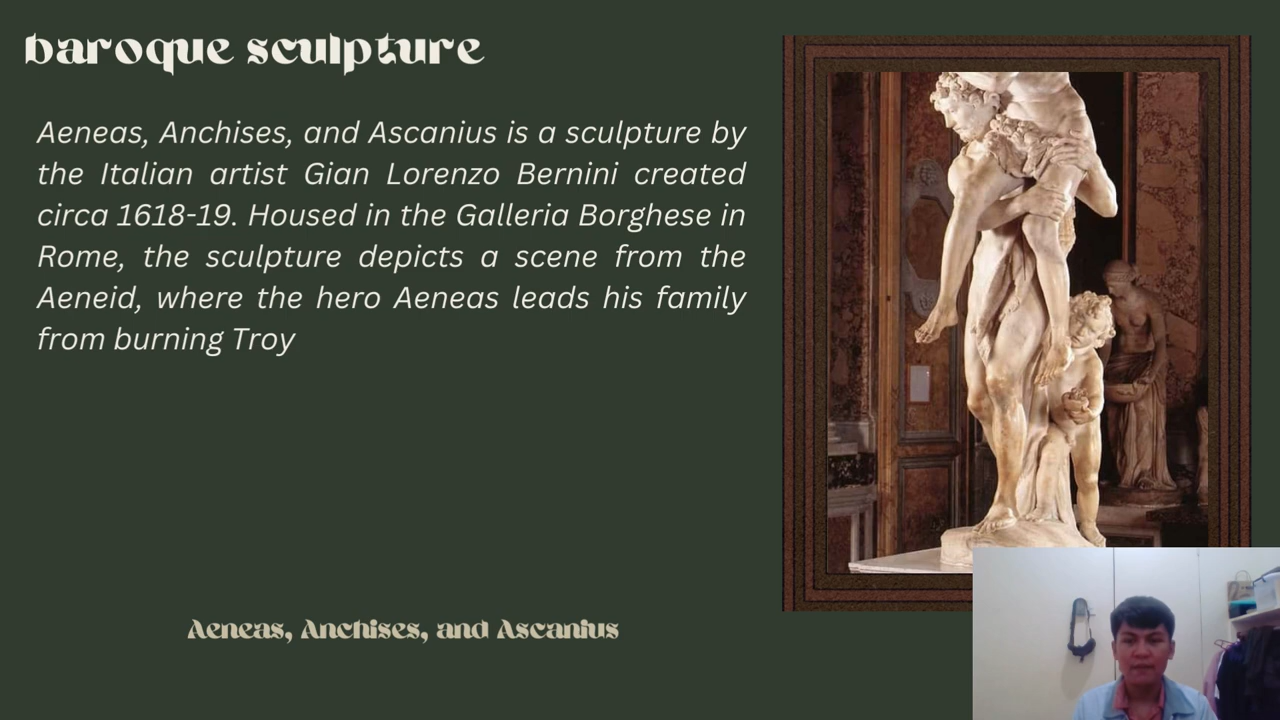 baroque sculpture
Aeneas, Anchises, and Ascanius is a sculpture by
the Italian artist Gian Lorenzo Bernini created
circa 1618-19. Housed in the Galleria Borghese in
Rome, the sculpture depicts a scene from the
Aeneid, where the hero Aeneas leads his family
from burning Troy
Aeneas, Anchises, and Ascanius